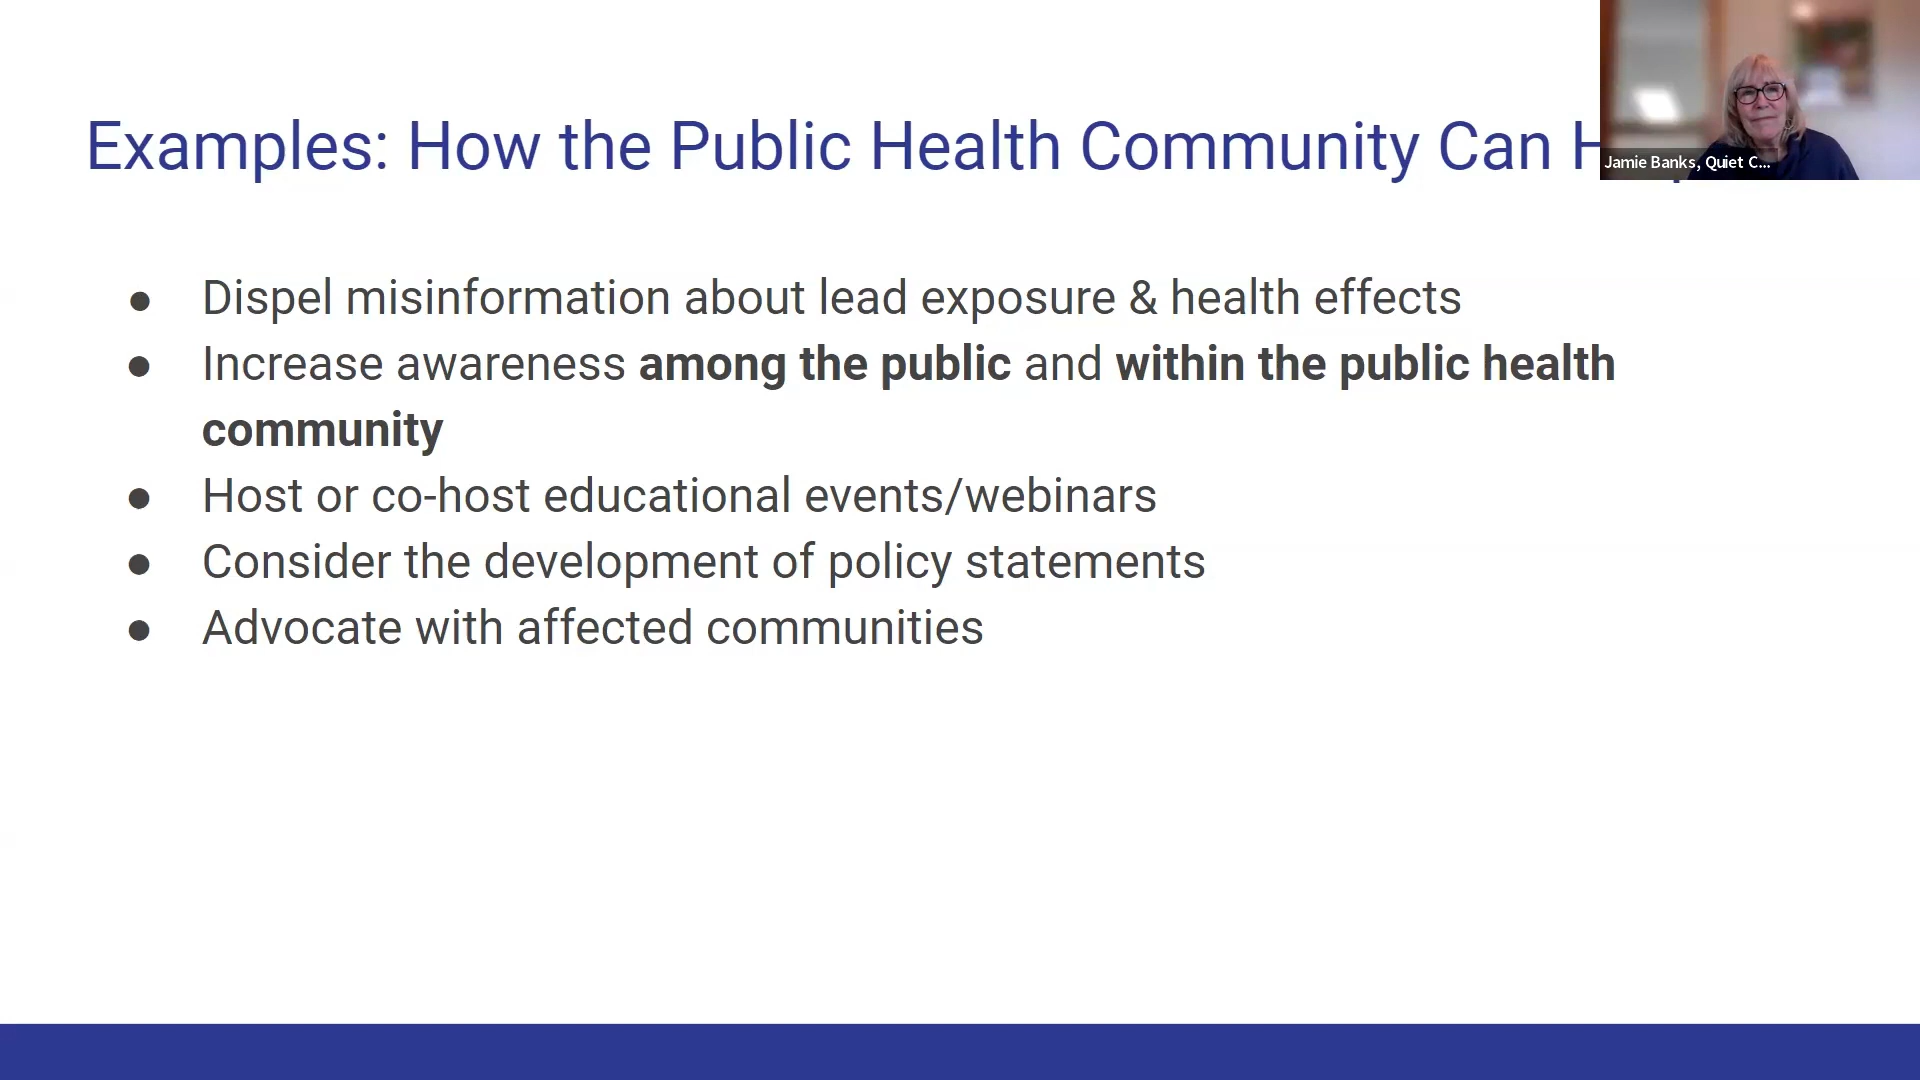 Examples: How the Public Health Community Can
Jamie Banks, Quiet C...
● Dispel misinformation about lead exposure & health effects
● Increase awareness among the public and within the public health
community
● Host or co-host educational events/webinars
● Consider the development of policy statements
● Advocate with affected communities